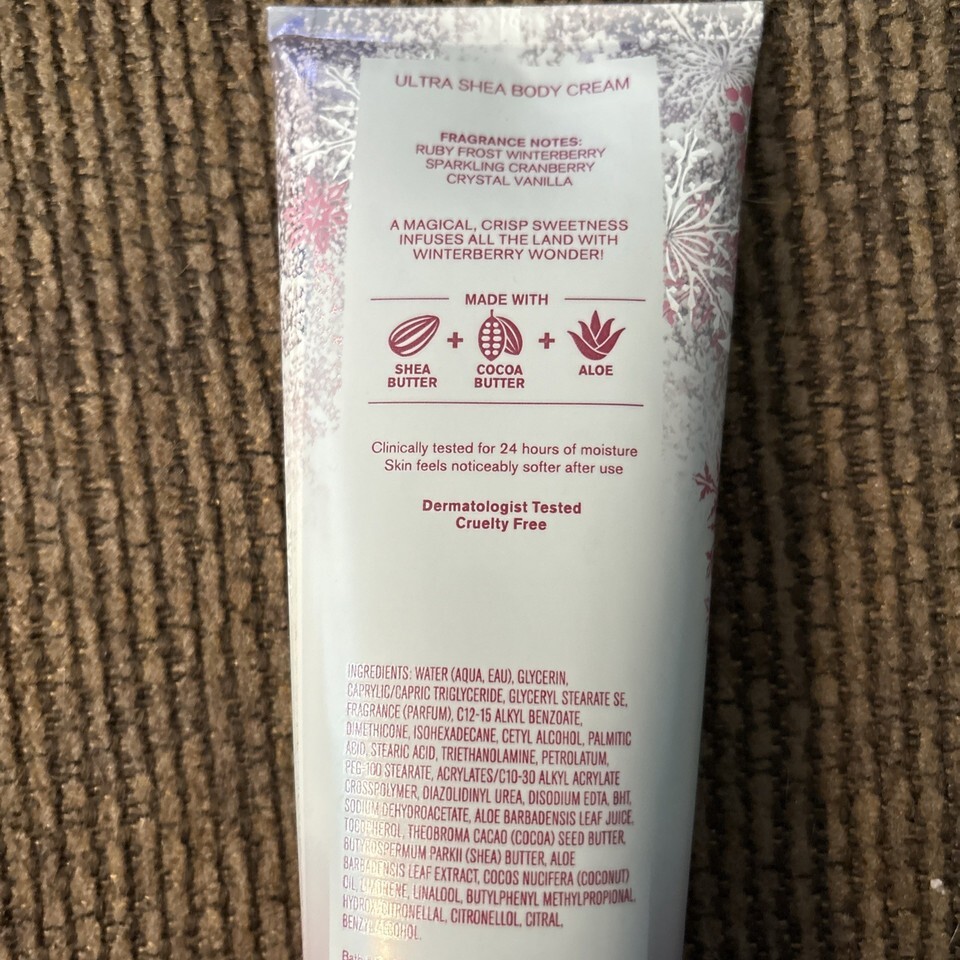 ULTRA SHEA BODY CREAM
FRAGRANCE NOTES:
RUBY FROST WINTERBERRY
SPARKLING CRANBERRY
CRYSTAL VANILLA
A MAGICAL, CRISP SWEETNESS
INFUSES ALL THE LAND WITH
WINTERBERRY WONDER!
MADE WITH
SHEA BUTTER + COCOA BUTTER + ALOE
Clinically tested for 24 hours of moisture
Skin feels noticeably softer after use
Dermatologist Tested
Cruelty Free
INGREDIENTS: WATER (AQUA, EAU), GLYCERIN,
CAPRYLIC/CAPRIC TRIGLYCERIDE, GLYCERYL STEARATE SE,
FRAGRANCE (PARFUM), C12-15 ALKYL BENZOATE,
DIMETHICONE, ISOHEXADECANE, CETYL ALCOHOL, PALMITIC
ACID, STEARIC ACID, TRIETHANOLAMINE, PETROLATUM,
PEG-100 STEARATE, ACRYLATES/C10-30 ALKYL ACRYLATE
CROSSPOLYMER, DIAZOLIDINYL UREA, DISODIUM EDTA, BHT,
SODIUM DEHYDROACETATE, ALOE BARBADENSIS LEAF JUICE,
TOCOPHEROL, THEOBROMA CACAO (COCOA) SEED BUTTER,
BUTYROSPERMUM PARKII (SHEA) BUTTER, ALOE
BARBADENSIS LEAF EXTRACT, COCOS NUCIFERA (COCONUT)
OIL, LIMONENE, LINALOOL, BUTYLPHENYL METHYLPROPIONAL,
HYDROXYCITRONELLAL, CITRONELLOL, CITRAL,
BENZYL ALCOHOL.